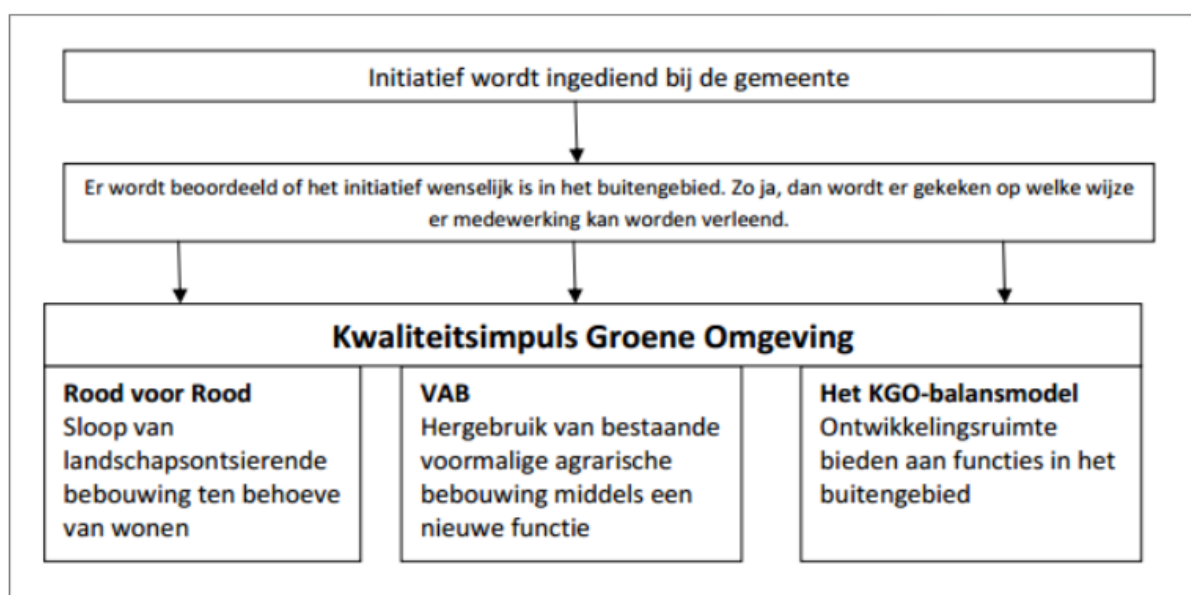 Initiatief wordt ingediend bij de gemeente
Er wordt beoordeeld of het initiatief wenselijk is in het buitengebied. Zo ja, dan wordt er gekeken op welke wijze
er medewerking kan worden verleend.
Kwaliteitsimpuls Groene Omgeving
Rood voor Rood
Sloop van
landschapsontsierende
bebouwing ten behoeve
van wonen
VAB
Hergebruik van bestaande
voormalige agrarische
bebouwing middels een
nieuwe functie
Het KGO-balansmodel
Ontwikkelingsruimte
bieden aan functies in het
buitengebied